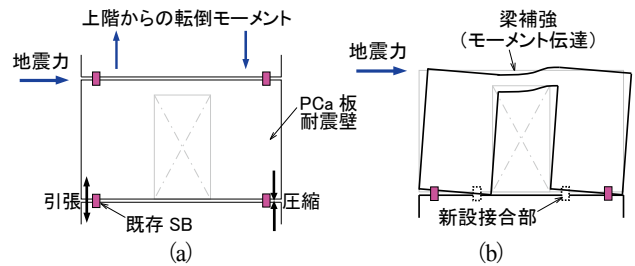 上階からの転倒モーメント
地震力
PCa 板
耐震壁
引張
圧縮
既存 SB
(a)
梁補強
(モーメント伝達)
地震力
新設接合部
(b)